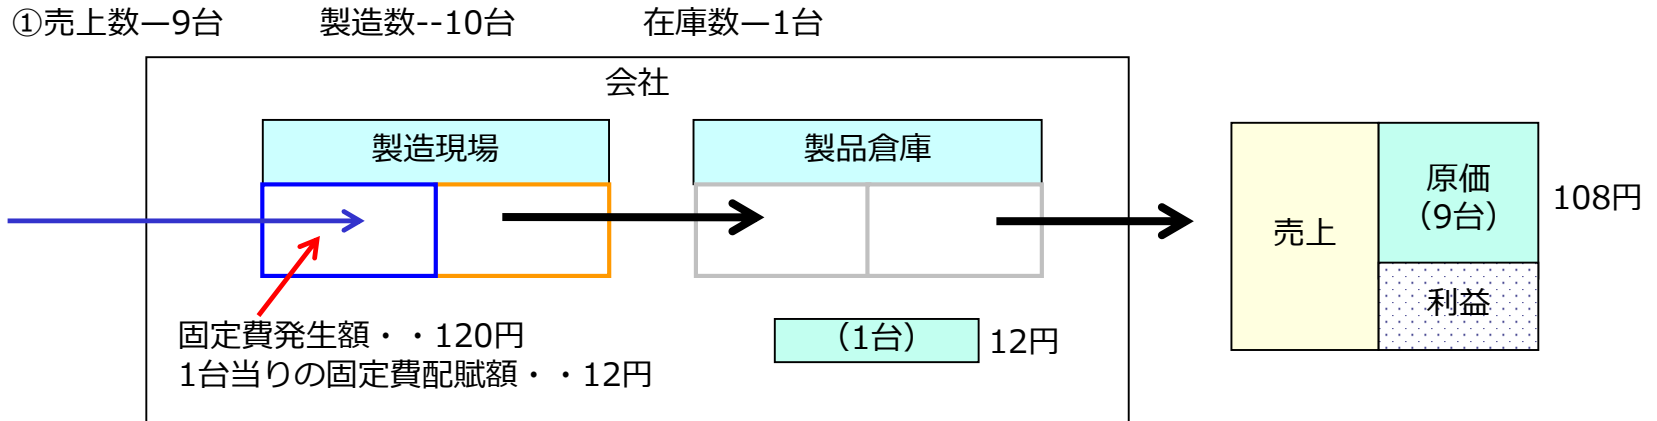 ①売上数ー9台　製造数--10台　在庫数ー1台
会社
製造現場
製品倉庫
売上
原価
（9台）
108円
利益
固定費発生額・・120円
1台当りの固定費配賦額・・12円
（1台）
12円